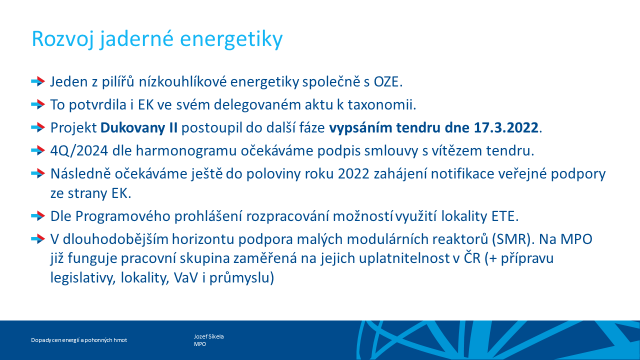 Rozvoj jaderné energetiky
Jeden z pilířů nízkouhlíkové energetiky společně s OZE.
To potvrdila i EK ve svém delegovaném aktu k taxonomii.
Projekt Dukovany II postoupil do další fáze vypsáním tendru dne 17.3.2022.
4Q/2024 dle harmonogramu očekáváme podpis smlouvy s vítězem tendru.
Následně očekáváme ještě do poloviny roku 2022 zahájení notifikace veřejné podpory
ze strany EK.
Dle Programového prohlášení rozpracování možností využití lokality ETE.
V dlouhodobějším horizontu podpora malých modulárních reaktorů (SMR). Na MPO
již funguje pracovní skupina zaměřená na jejich uplatnitelnost v ČR (+ přípravu
legislativy, lokality, VaV i průmyslu)
Dopady cen energií a pohonných hmot
Jozef Síkela
MPO